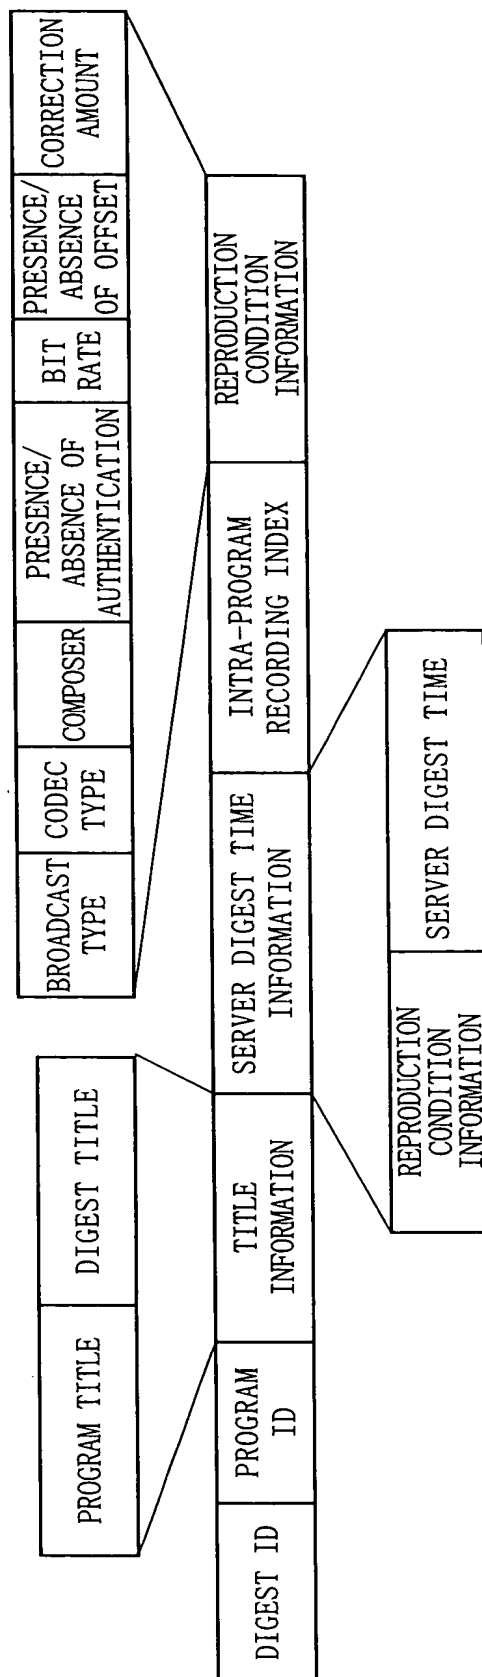 BROADCAST
TYPE
CODEC
TYPE
COMPOSER
PRESENCE/
ABSENCE OF
AUTHENTICATION
BIT
RATE
PRESENCE/
ABSENCE
OF OFFSET
CORRECTION
AMOUNT
PROGRAM TITLE
DIGEST TITLE
DIGEST ID
PROGRAM
ID
TITLE
INFORMATION
SERVER DIGEST TIME
INFORMATION
INTRA-PROGRAM
RECORDING INDEX
REPRODUCTION
CONDITION
INFORMATION
REPRODUCTION
CONDITION
INFORMATION
SERVER DIGEST TIME